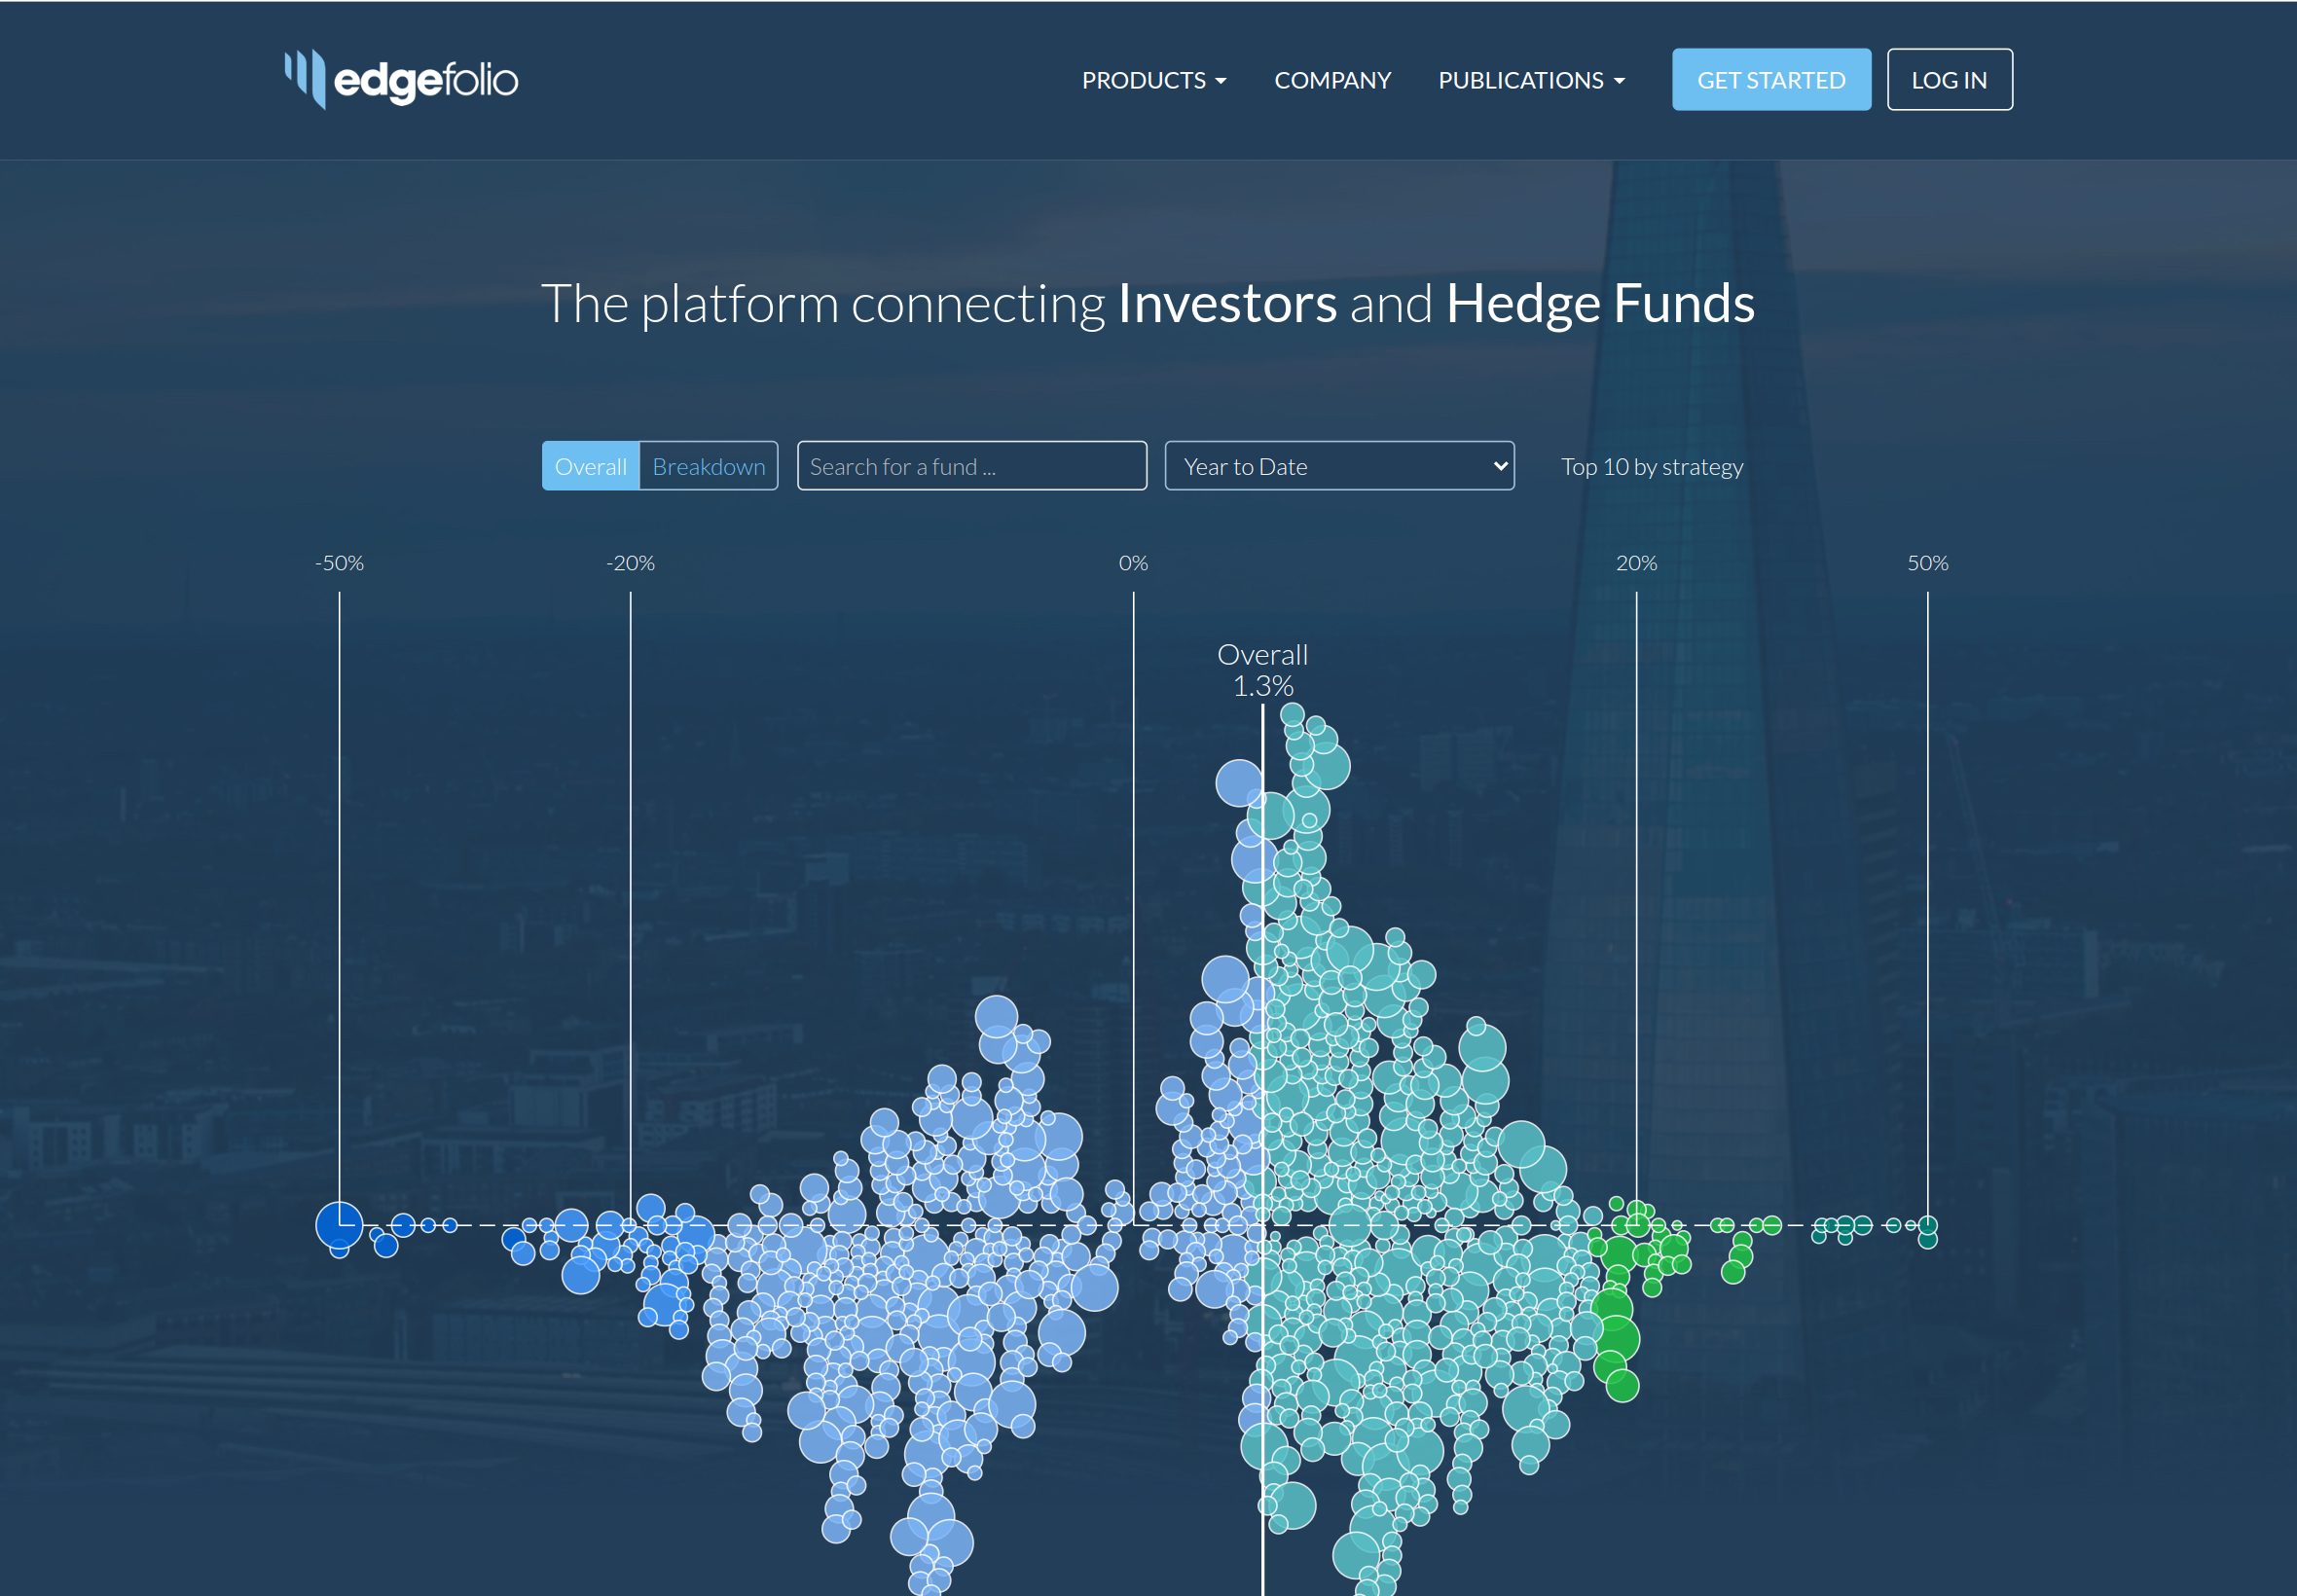 edgefolio
PRODUCTS COMPANY PUBLICATIONS GET STARTED LOG IN
The platform connecting Investors and Hedge Funds
Overall Breakdown Search for a fund ... Year to Date Top 10 by strategy
-50% -20% 0% 20% 50%
Overall
1.3%